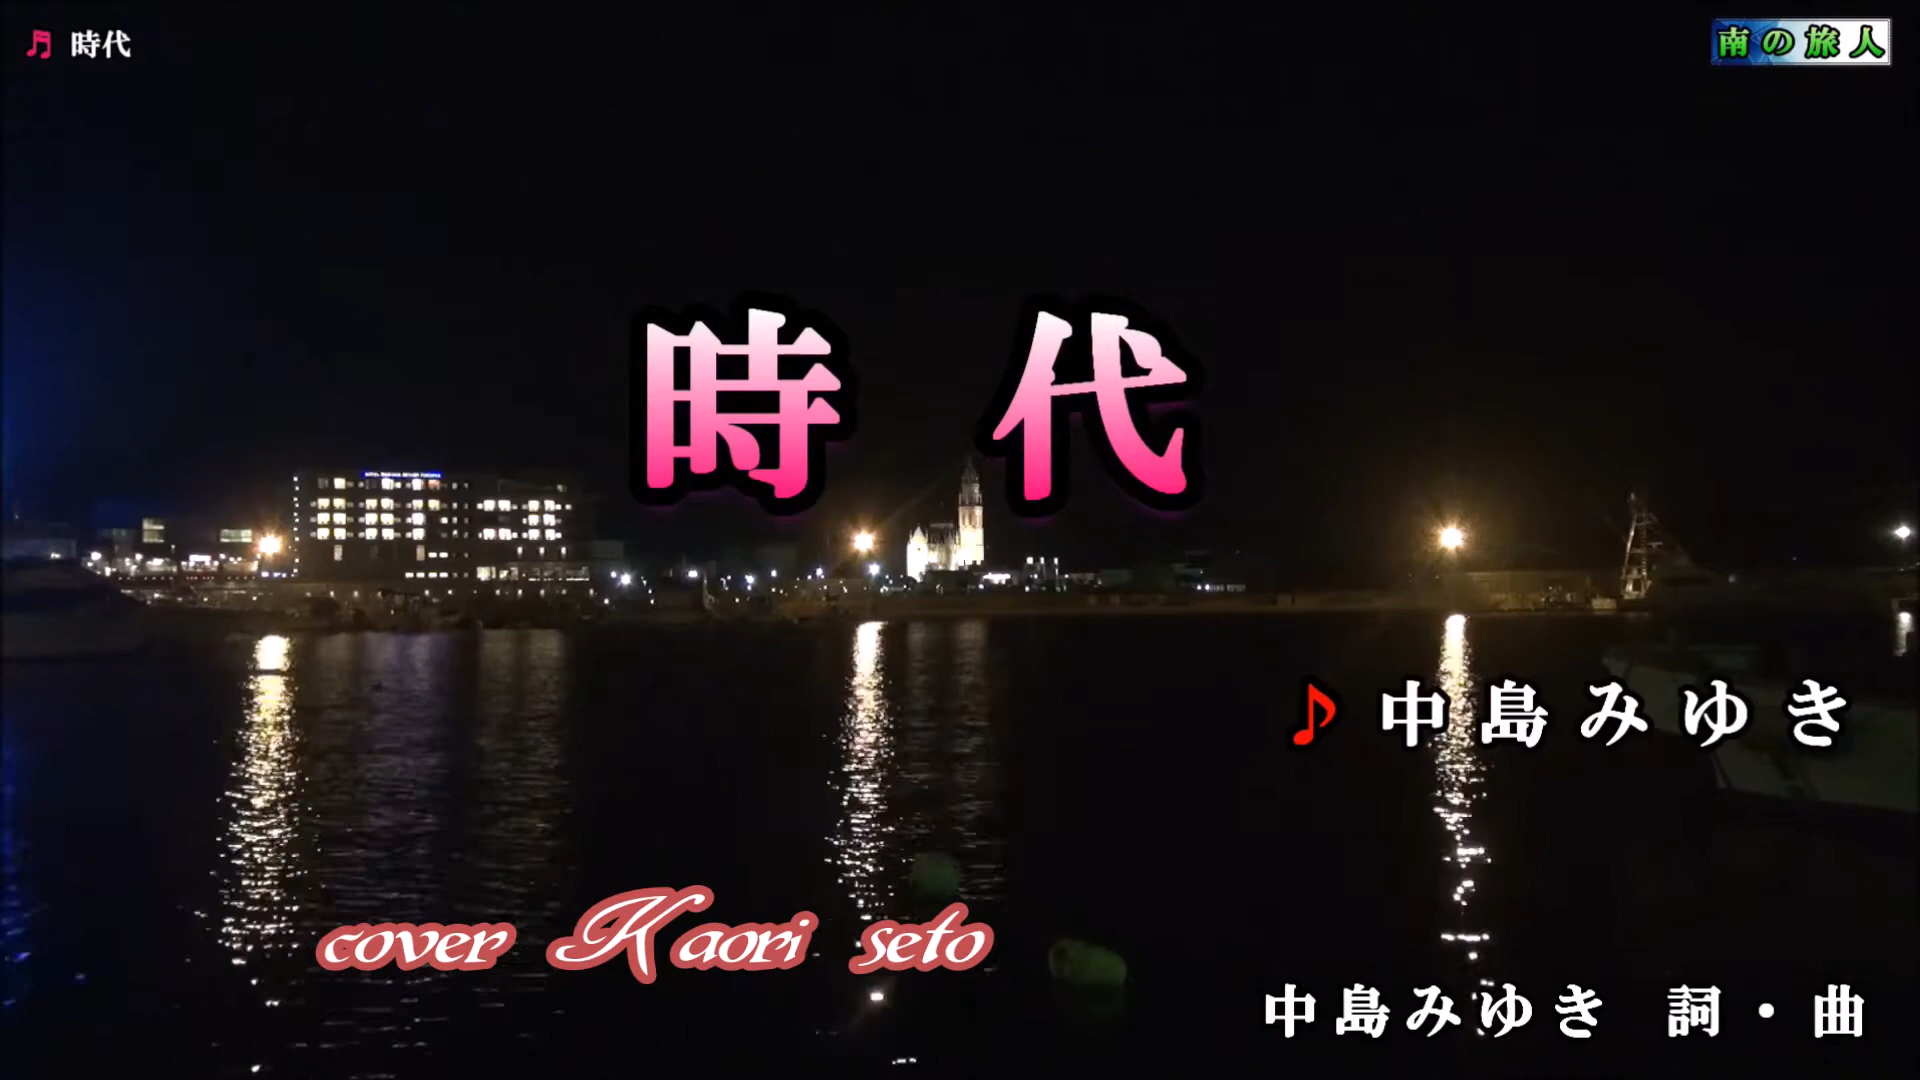 時代
南の旅人
時代
中島みゆき
cover Kaori seto
中島みゆき 詞・曲